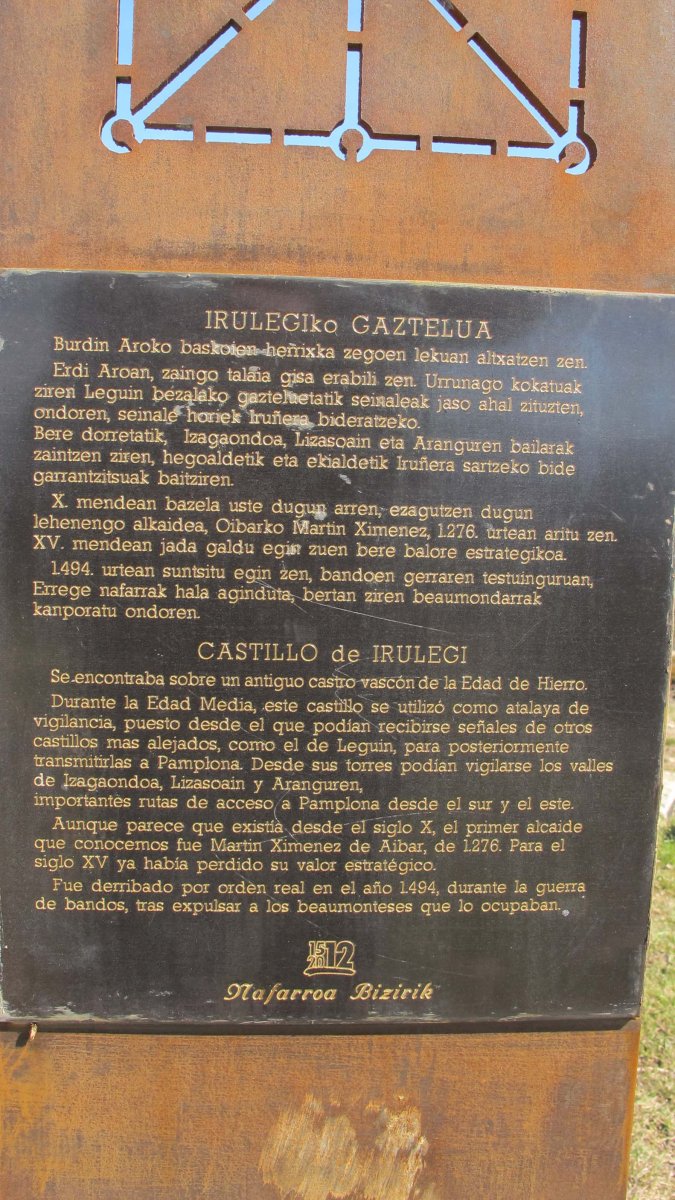 IRULEGIko GAZTELUA
Burdin Aroko baskoien herrixka zegoen lekuan altxatzen zen.
Erdi Aroan, zaingo talaia gisa erabili zen. Urrunago kokatuak
ziren Leguin bezalako gazteluetatik seinaleak jaso ahal zituzten,
ondoren, seinale horiek Iruñera bideratzeko.
Bere dorretatik, Izagaondoa, Lizasoain eta Aranguren bailarak
zaintzen ziren, hegoaldetik eta ekialdetik Iruñera sartzeko bide
garrantzitsuak baitziren.
X. mendean bazela uste dugun arren, ezagutzen dugun
lehenengo alkaidea, Oibarko Martin Ximenez, 1.276. urtean aritu zen.
XV. mendean jada galdu egin zuen bere balore estrategikoa.
1.494. urtean suntsitu egin zen, bandoen gerraren testuinguruan,
Errege nafarrak hala aginduta, bertan ziren beaumondarrak
kanporatu ondoren.
CASTILLO de IRULEGI
Se encontraba sobre un antiguo castro vascón de la Edad de Hierro.
Durante la Edad Media, este castillo se utilizó como atalaya de
vigilancia, puesto desde el que podían recibirse señales de otros
castillos mas alejados, como el de Leguin, para posteriormente
transmitirlas a Pamplona. Desde sus torres podían vigilarse los valles
de Izagaondoa, Lizasoain y Aranguren,
importantes rutas de acceso a Pamplona desde el sur y el este.
Aunque parece que existía desde el siglo X, el primer alcaide
que conocemos fue Martin Ximenez de Aibar, de 1.276. Para el
siglo XV ya había perdido su valor estratégico.
Fue derribado por orden real en el año 1.494, durante la guerra
de bandos, tras expulsar a los beaumonteses que lo ocupaban.
15 20 12
Nafarroa Bizirik